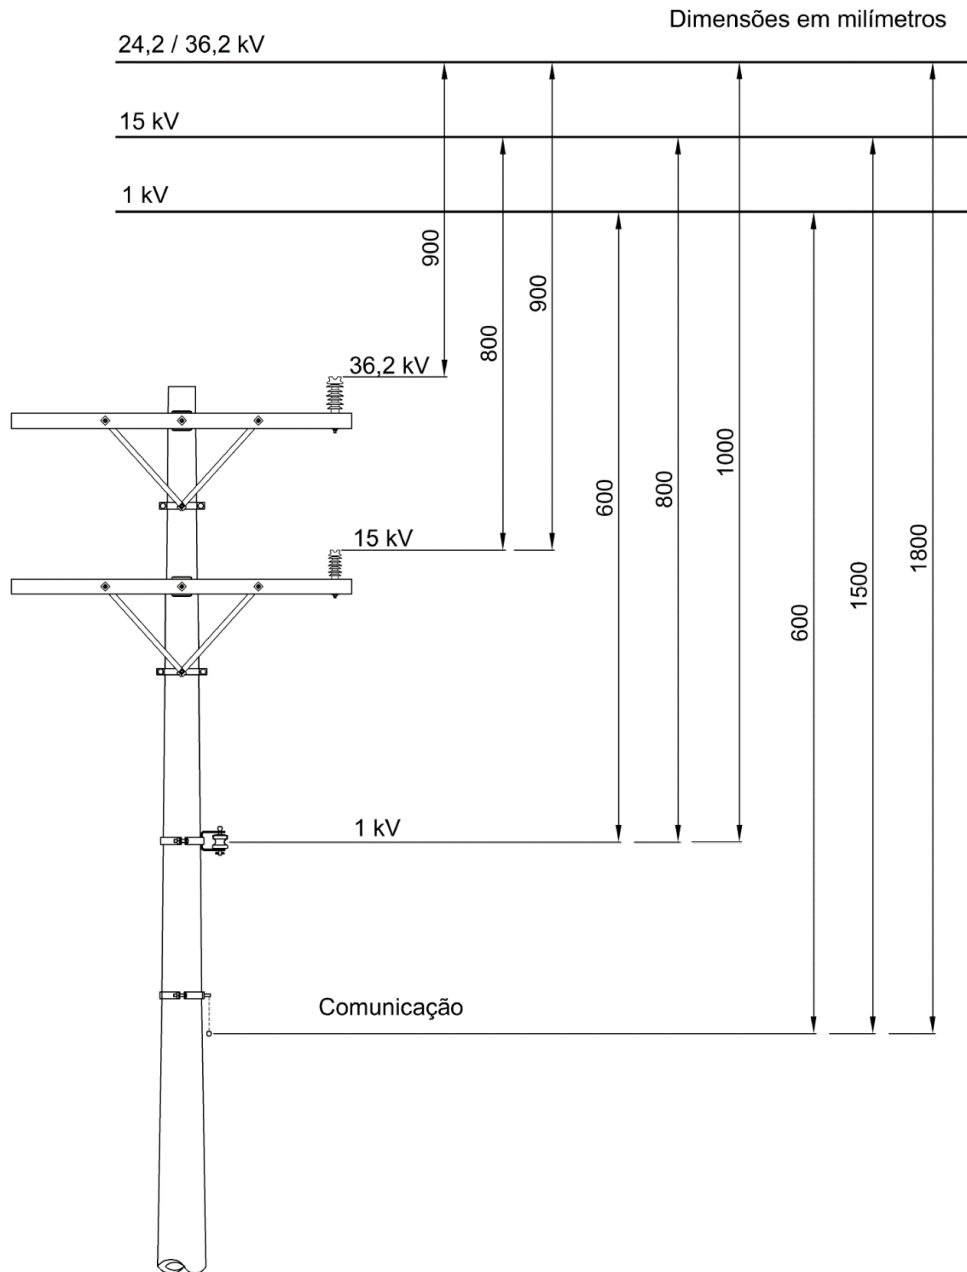 Dimensões em milímetros
24,2 / 36,2 kV
15 kV
1 kV
900
900
800
36,2 kV
1000
600
800
15 kV
1800
1500
600
1 kV
Comunicação